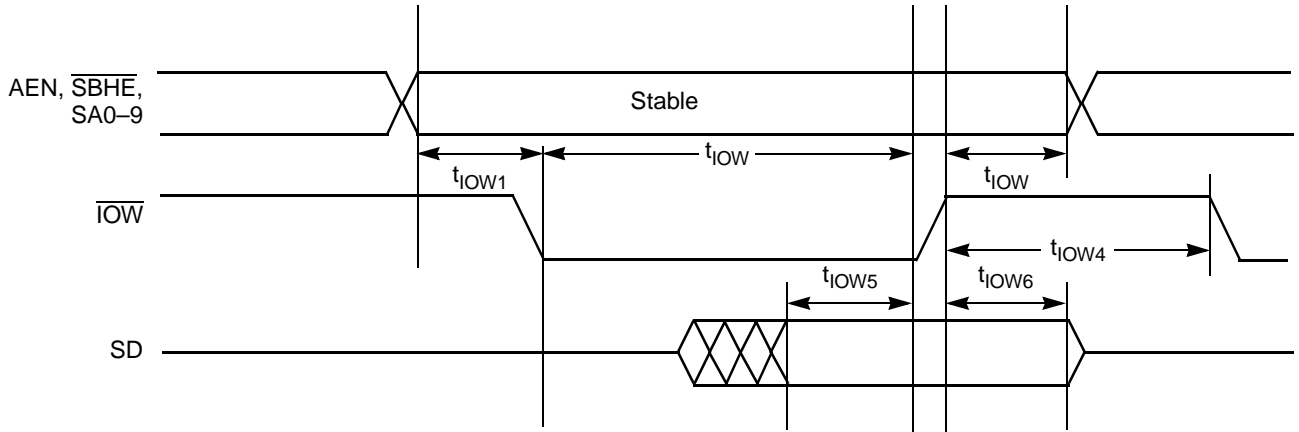 AEN, SBHE,
SA0–9
Stable
tIOW1
tIOW
tIOW
IOW
tIOW4
tIOW5
tIOW6
SD